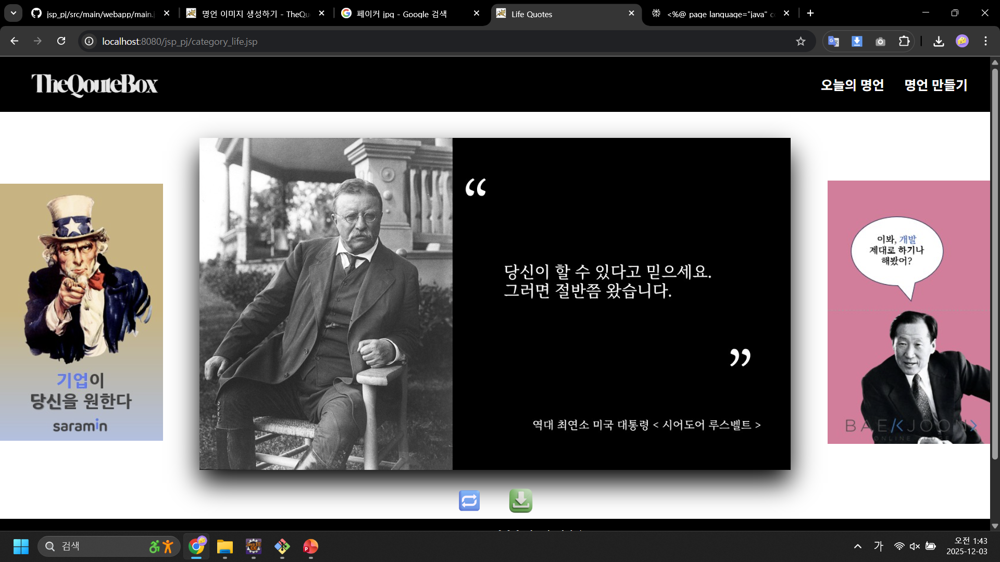 jsp_pj/src/main/webapp/main.j
명언 이미지 생성하기 - TheQu
페이커 jpg - Google 검색
Life Quotes
<%@ page language="java" c
localhost:8080/jsp_pj/category_life.jsp
TheQouteBox
오늘의 명언 명언 만들기
“
당신이 할 수 있다고 믿으세요.
그러면 절반쯤 왔습니다.
”
역대 최연소 미국 대통령 < 시어도어 루스벨트 >
기업이
당신을 원한다
saramin
이봐, 개발
제대로 하기나
해봤어?
BAEKJOON
ONLINE JUDGE
검색
가
오전 1:43
2025-12-03